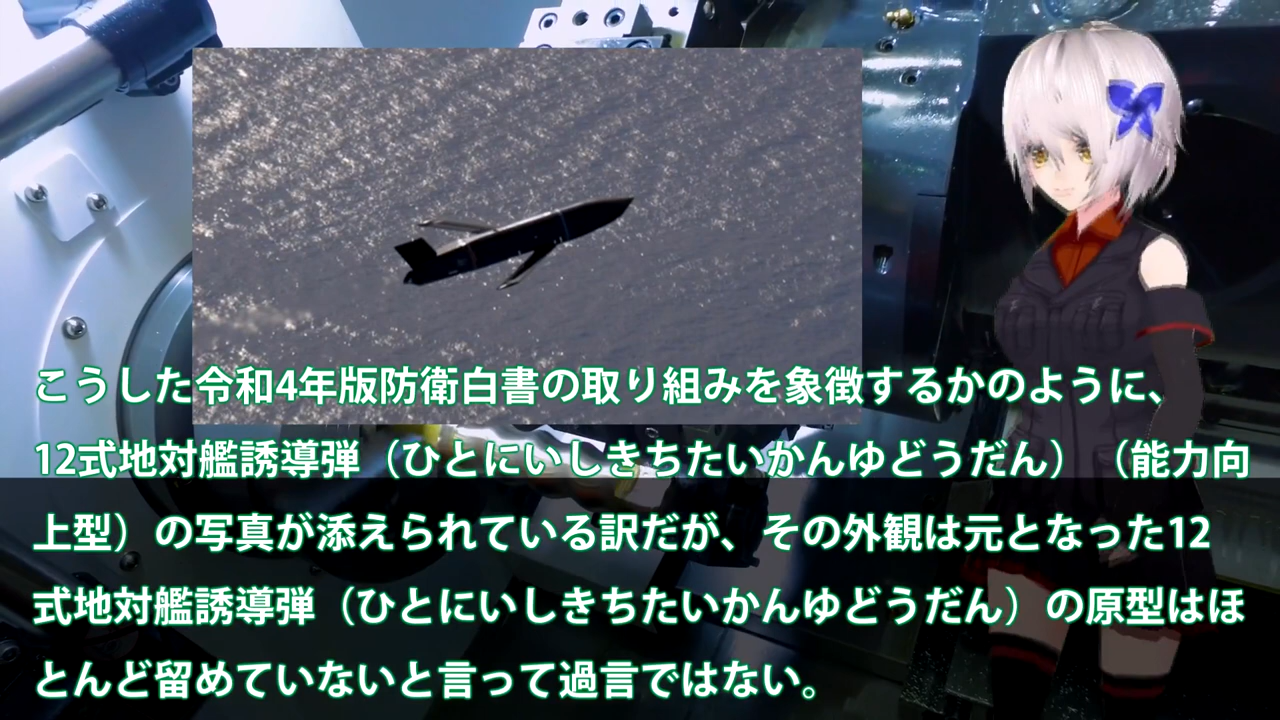 こうした令和4年版防衛白書の取り組みを象徴するかのように、
12式地対艦誘導弾（ひとにいしきちたいかんゆどうだん）（能力向
上型）の写真が添えられている訳だが、その外観は元となった12
式地対艦誘導弾（ひとにいしきちたいかんゆどうだん）の原型はほ
とんど留めていないと言って過言ではない。